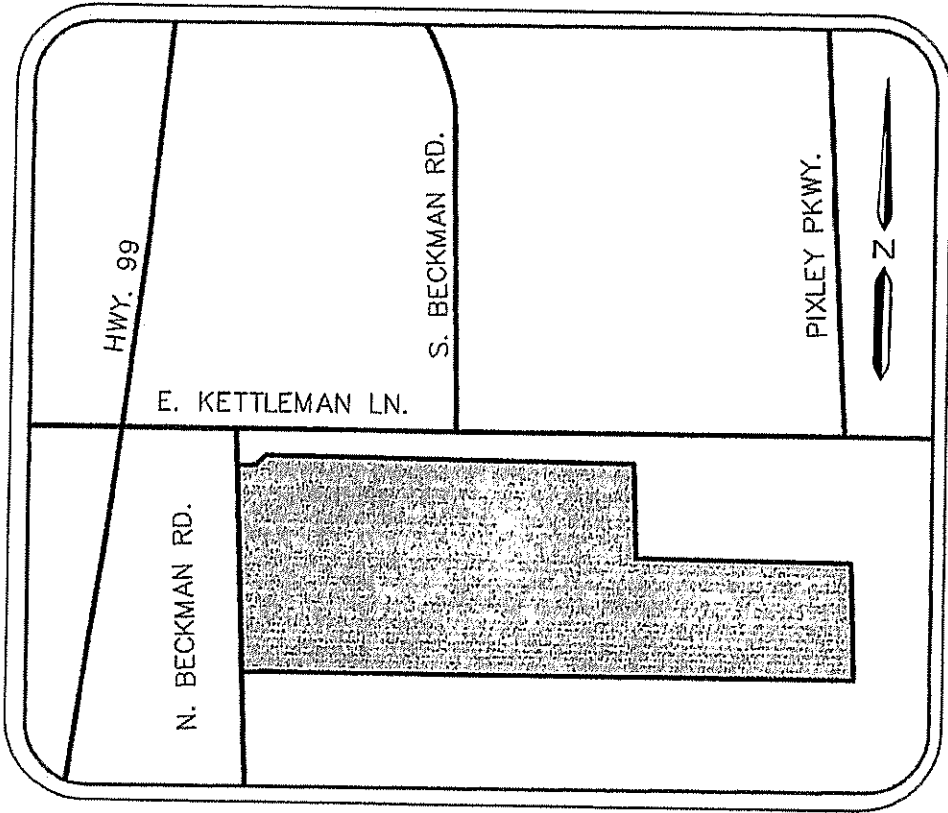 HWY. 99
E. KETTLEMAN LN.
S. BECKMAN RD.
N. BECKMAN RD.
PIXLEY PKWY.
N